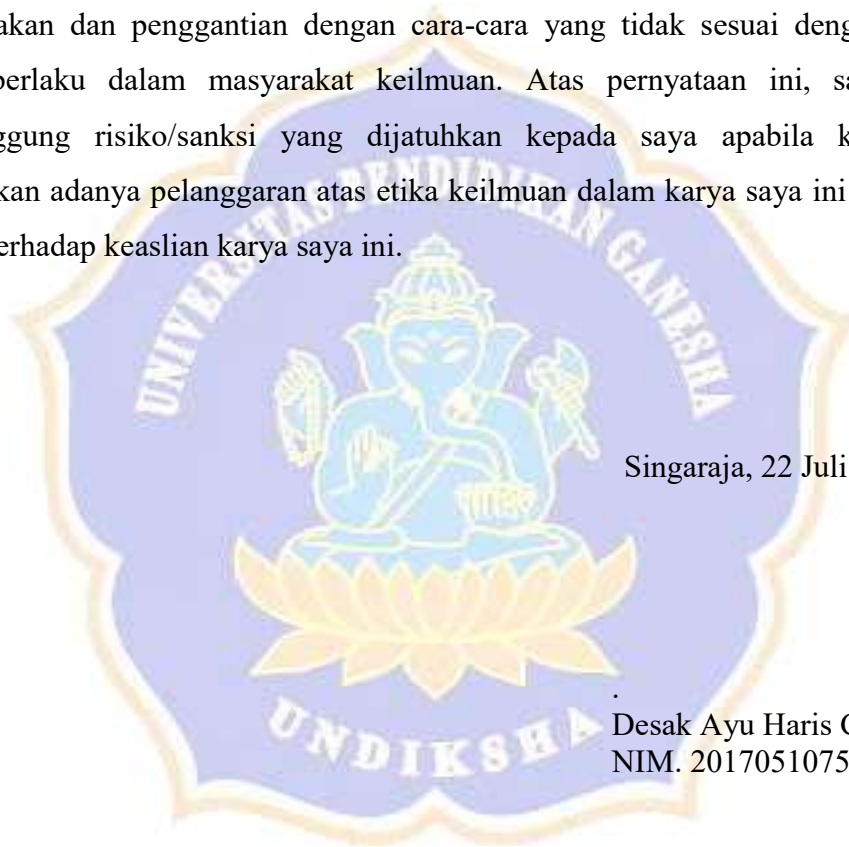 akan dan penggantian dengan cara-cara yang tidak sesuai deng
perlaku dalam masyarakat keilmuan. Atas pernyataan ini, sa
ggung risiko/sanksi yang dijatuhkan kepada saya apabila k
kan adanya pelanggaran atas etika keilmuan dalam karya saya ini
erhadap keaslian karya saya ini.
UNIVERSITAS PENDIDIKAN GANESHA
Singaraja, 22 Juli
.
Desak Ayu Haris
NIM. 2017051075
UNDIKSHA